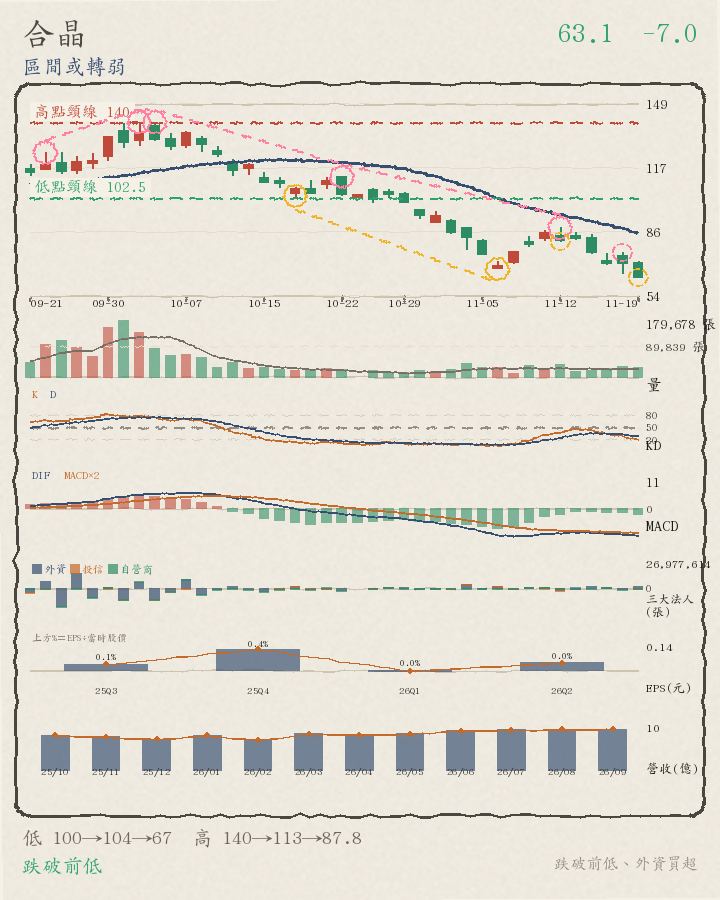 合晶
63.1 -7.0
區間或轉弱
高點頸線 140
低點頸線 102.5
149
117
86
54
09-21 09-30 10-07 10-15 10-22 10-29 11-05 11-12 11-19
179,678 張
89,839 張
量
K D
80
50
20
KD
DIF MACD×2
11
0
MACD
外資 投信 自營商
26,977,614
0
三大法人
(張)
上方%=EPS÷當時股價
0.1% 0.4% 0.0% 0.0%
0.14
25Q3 25Q4 26Q1 26Q2
EPS(元)
10
25/10 25/11 25/12 26/01 26/02 26/03 26/04 26/05 26/06 26/07 26/08 26/09
營收(億)
低 100→104→67 高 140→113→87.8
跌破前低
跌破前低、外資買超